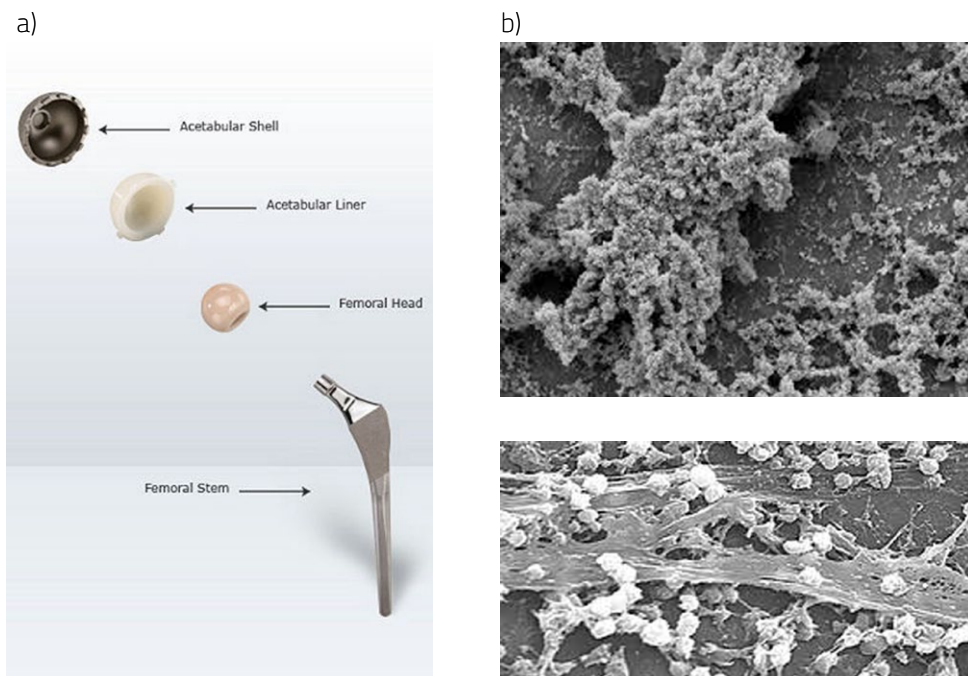 a)
b)
Acetabular Shell
Acetabular Liner
Femoral Head
Femoral Stem